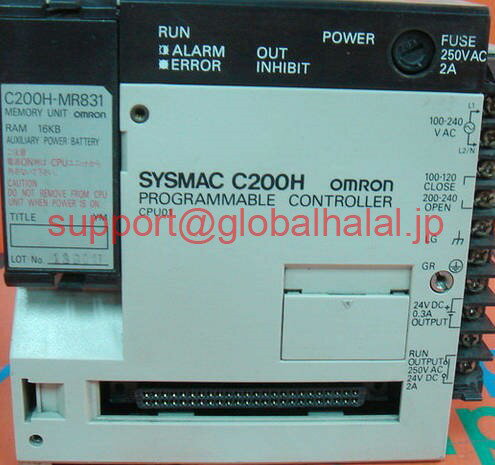 RUN
ALARM
ERROR
OUT
INHIBIT
POWER
FUSE
250VAC
2A
C200H-MR831
MEMORY UNIT OMRON
RAM 16KB
AUXILIARY POWER BATTERY
CAUTION
DO NOT REMOVE FROM CPU
UNIT WHEN POWER IS ON.
TITLE YM
LOT No.
SYSMAC C200H OMRON
PROGRAMMABLE CONTROLLER
CPU01
support@globalhalal.jp
L1
100-240
V AC
L2/N
100-120
CLOSE
200-240
OPEN
LG
GR
24V DC
0.3A
OUTPUT
RUN
OUTPUT
250V AC
24V DC
2A